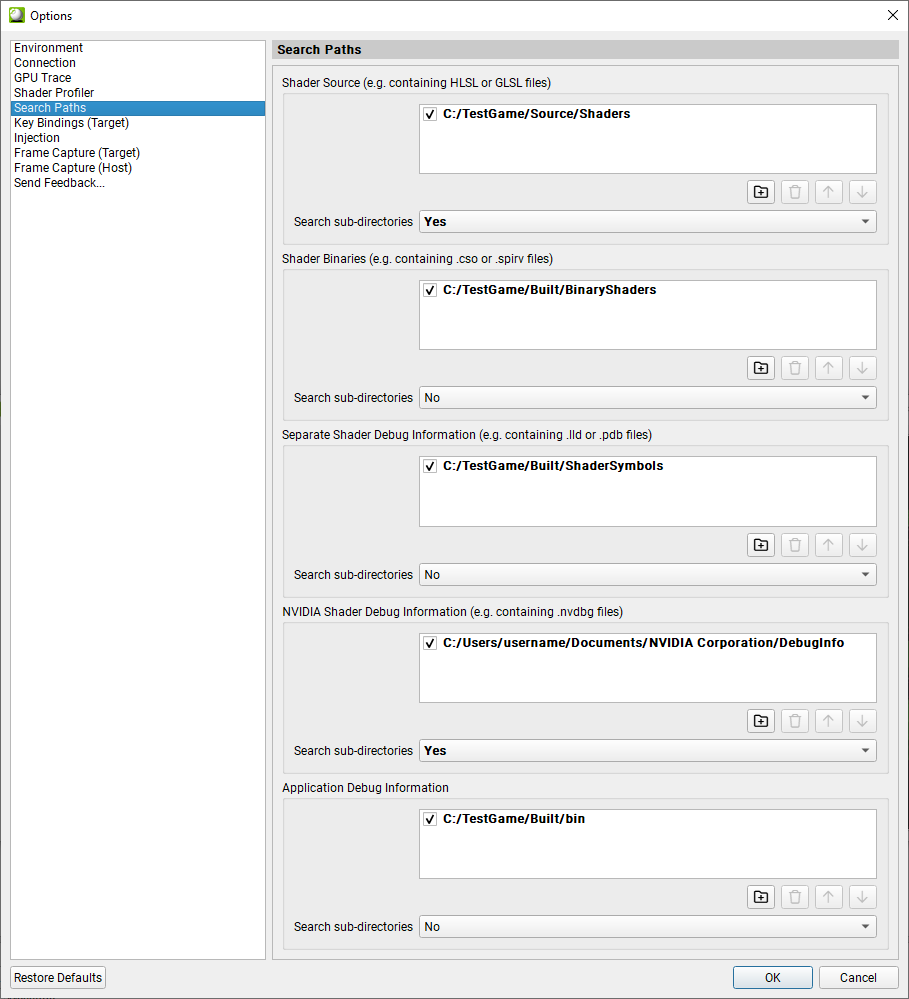 Options
Environment
Connection
GPU Trace
Shader Profiler
Search Paths
Key Bindings (Target)
Injection
Frame Capture (Target)
Frame Capture (Host)
Send Feedback...
Search Paths
Shader Source (e.g. containing HLSL or GLSL files)
C:/TestGame/Source/Shaders
Search sub-directories Yes
Shader Binaries (e.g. containing .cso or .spirv files)
C:/TestGame/Built/BinaryShaders
Search sub-directories No
Separate Shader Debug Information (e.g. containing .lld or .pdb files)
C:/TestGame/Built/ShaderSymbols
Search sub-directories No
NVIDIA Shader Debug Information (e.g. containing .nvdbg files)
C:/Users/username/Documents/NVIDIA Corporation/DebugInfo
Search sub-directories Yes
Application Debug Information
C:/TestGame/Built/bin
Search sub-directories No
Restore Defaults OK Cancel